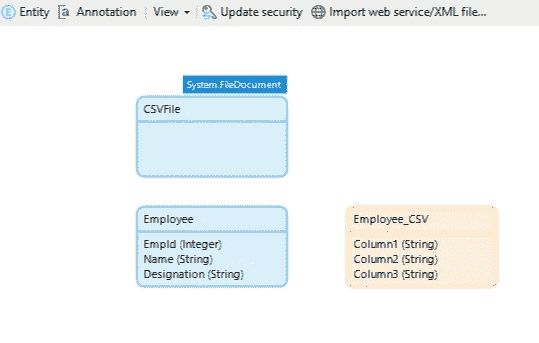 Entity Annotation View Update security Import web service/XML file...
System.FileDocument
CSVFile
Employee
EmpId (Integer)
Name (String)
Designation (String)
Employee_CSV
Column1 (String)
Column2 (String)
Column3 (String)